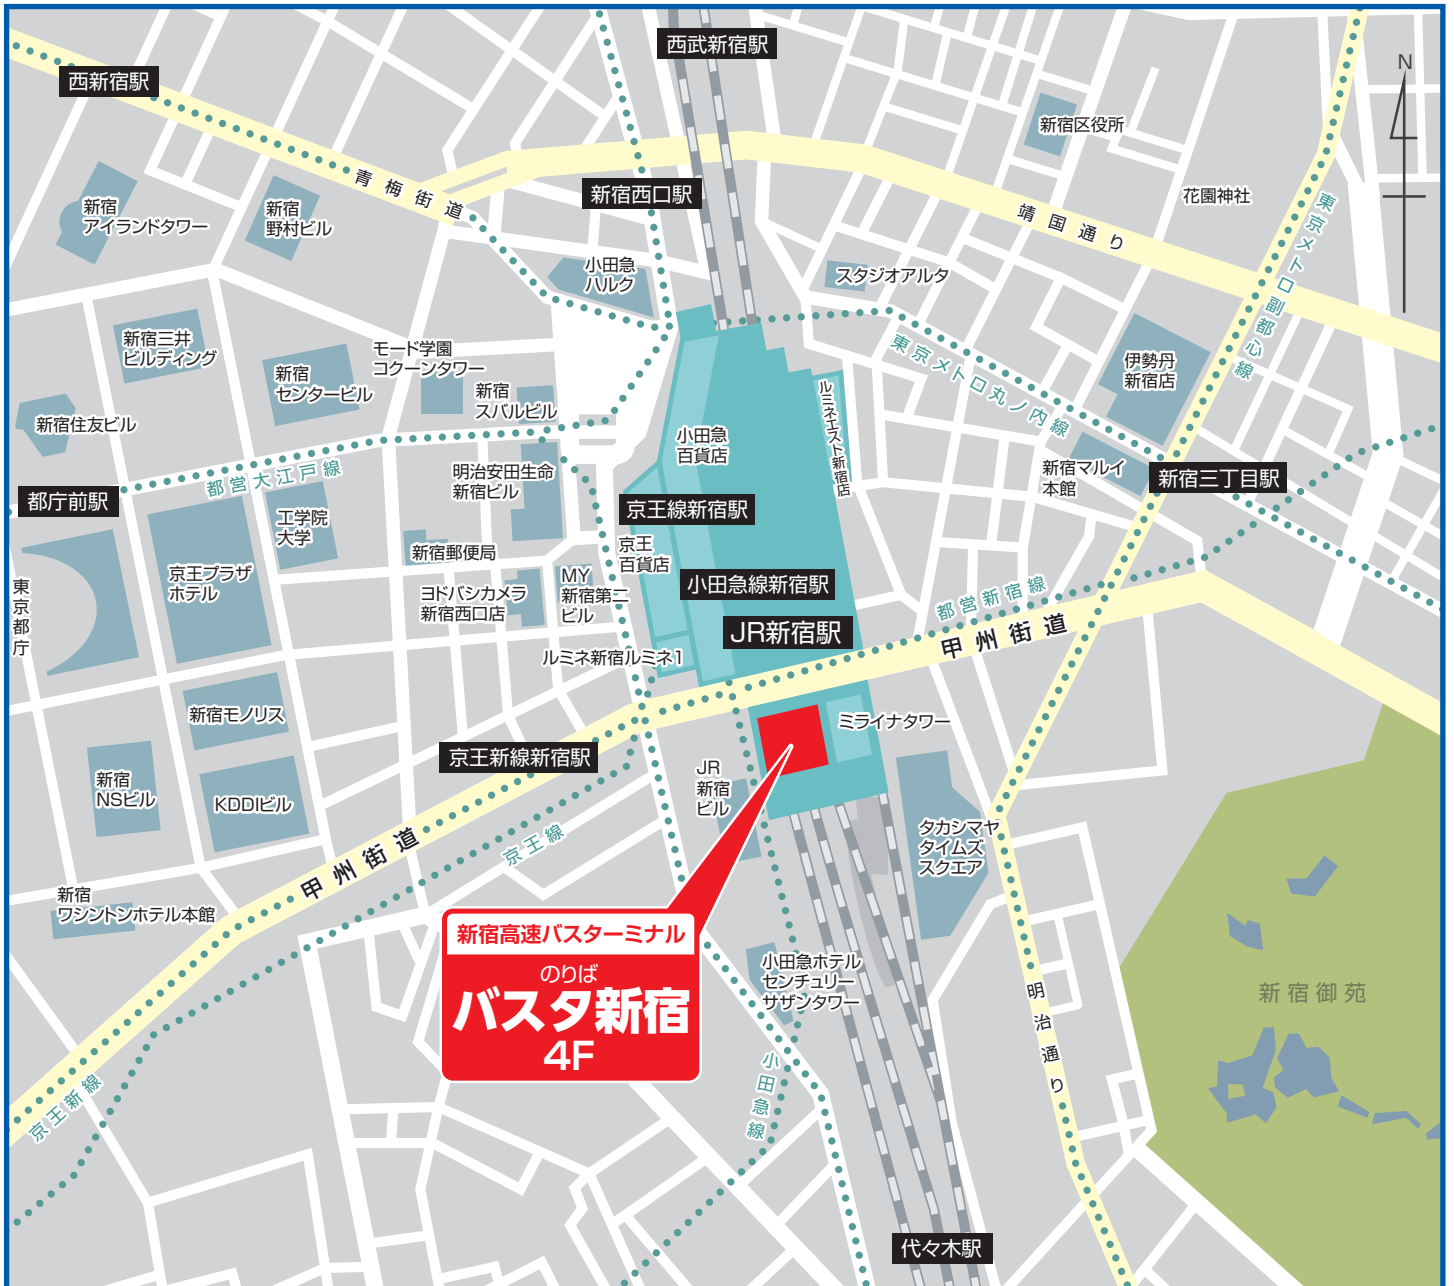 西武新宿駅
N
西新宿駅
新宿区役所
青梅街道
新宿西口駅
花園神社
新宿
アイランドタワー
新宿
野村ビル
靖国通り
東京メトロ副都心線
小田急
ハルク
スタジオアルタ
新宿三井
ビルディング
モード学園
コクーンタワー
東京メトロ丸ノ内線
伊勢丹
新宿店
新宿
センタービル
新宿
スバルビル
ルミネエスト新宿店
新宿住友ビル
小田急
百貨店
都営大江戸線
明治安田生命
新宿ビル
新宿マルイ
本館
新宿三丁目駅
都庁前駅
京王線新宿駅
工学院
大学
新宿郵便局
京王
百貨店
京王プラザ
ホテル
東京都庁
ヨドバシカメラ
新宿西口店
MY
新宿第二
ビル
小田急線新宿駅
都営新宿線
JR新宿駅
甲州街道
ルミネ新宿ルミネ1
新宿モノリス
ミライナタワー
京王新線新宿駅
JR
新宿
ビル
新宿
NSビル
KDDIビル
タカシマヤ
タイムズ
スクエア
京王線
甲州街道
新宿
ワシントンホテル本館
新宿高速バスターミナル
のりば
バスタ新宿
4F
小田急ホテル
センチュリー
サザンタワー
新宿御苑
明治通り
小田急線
京王新線
代々木駅